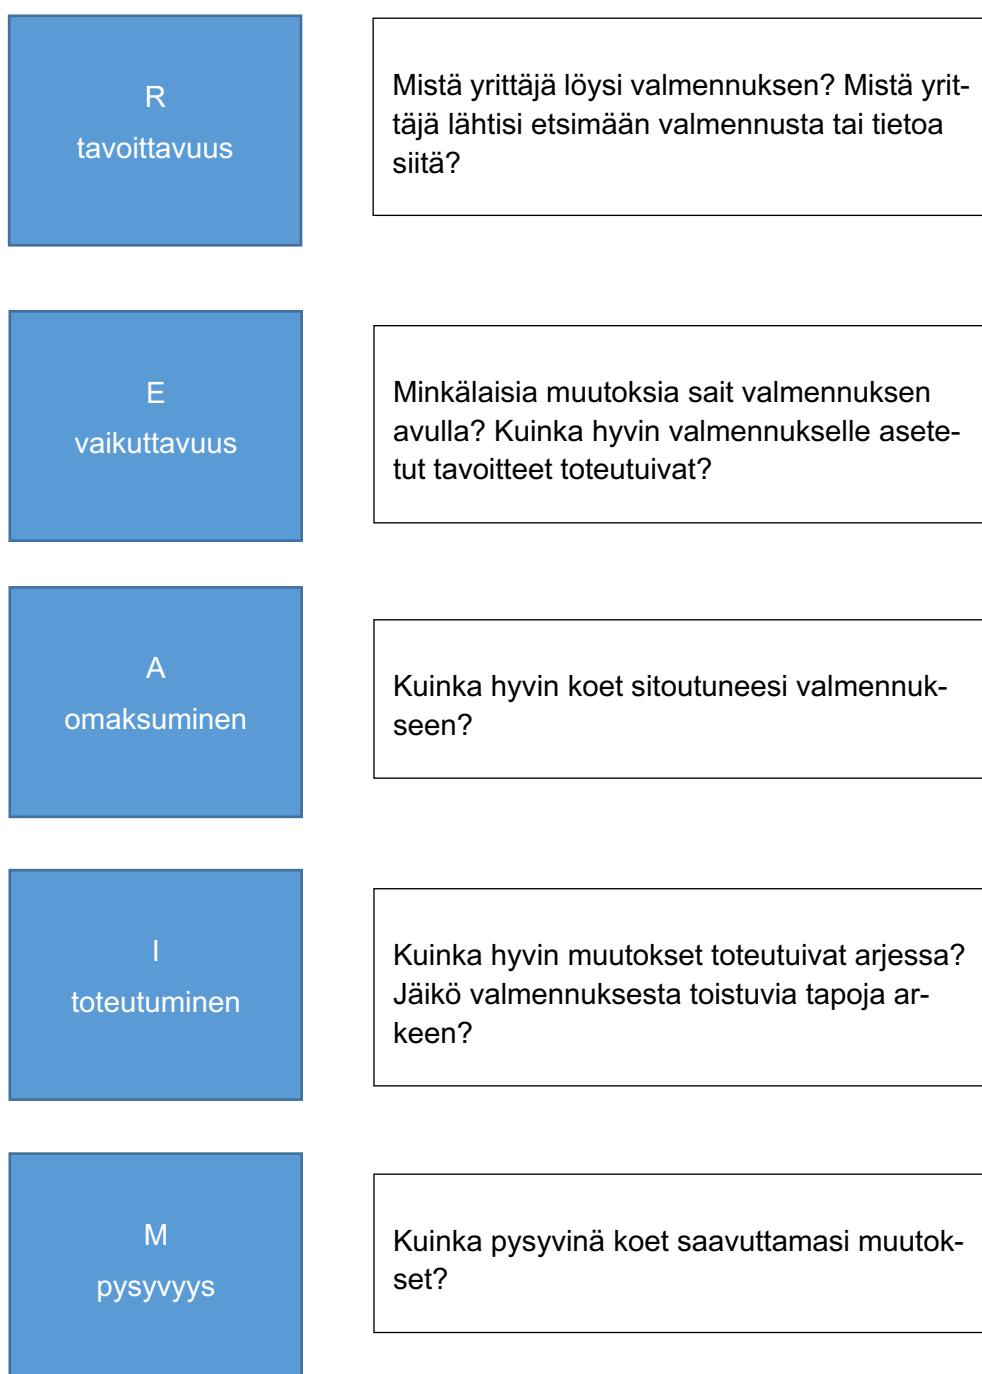 R
tavoittavuus
Mistä yrittäjä löysi valmennuksen? Mistä yrit-
täjä lähtisi etsimään valmennusta tai tietoa
siitä?
E
vaikuttavuus
Minkälaisia muutoksia sait valmennuksen
avulla? Kuinka hyvin valmennukselle asete-
tut tavoitteet toteutuivat?
A
omaksuminen
Kuinka hyvin koet sitoutuneesi valmennuk-
seen?
I
toteutuminen
Kuinka hyvin muutokset toteutuivat arjessa?
Jäikö valmennuksesta toistuvia tapoja ar-
keen?
M
pysyvyys
Kuinka pysyvinä koet saavuttamasi muutok-
set?